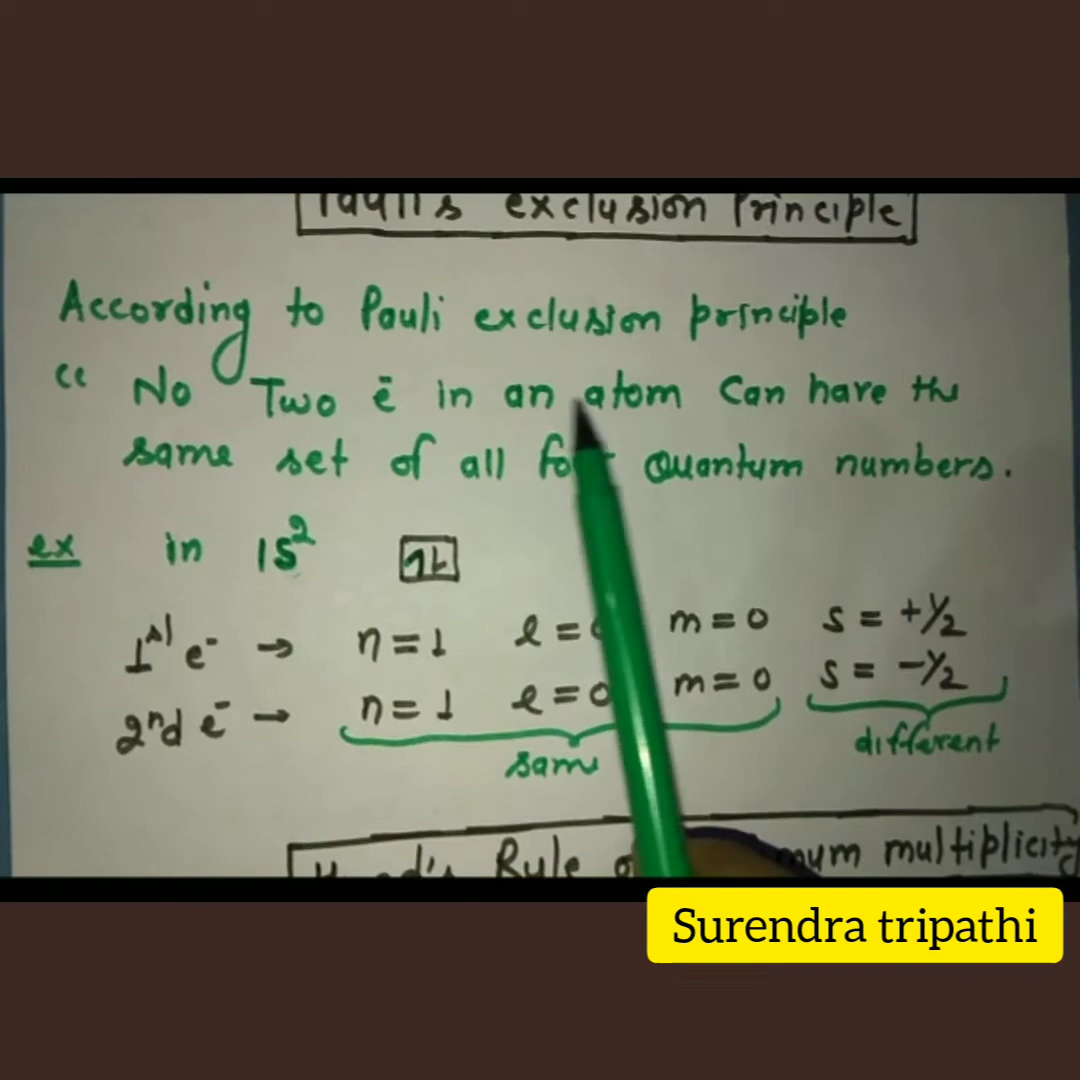 Pauli's exclusion Principle
According to Pauli exclusion principle
“ No Two ē in an atom Can have the
same set of all Quantum numbers.
ex in 1s² ↿⇂
1st e⁻ → n = 1 l = m = 0 s = +1/2
2nd e⁻ → n = 1 l = 0 m = 0 s = -1/2
same different
Rule multiplicity
Surendra tripathi